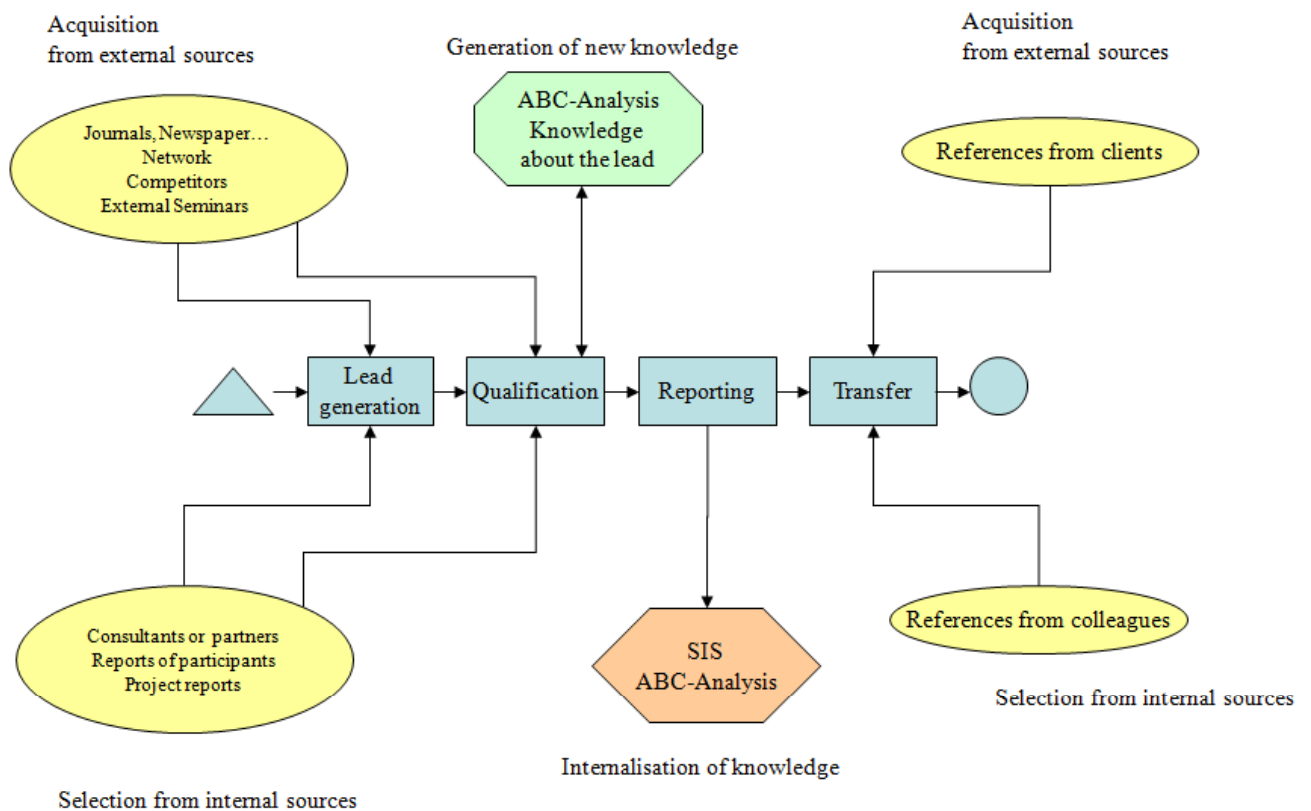 Acquisition
from external sources
Generation of new knowledge
Acquisition
from external sources
Journals, Newspaper…
Network
Competitors
External Seminars
ABC-Analysis
Knowledge
about the lead
References from clients
Lead
generation
Qualification
Reporting
Transfer
Consultants or partners
Reports of participants
Project reports
SIS
ABC-Analysis
References from colleagues
Selection from internal sources
Internalisation of knowledge
Selection from internal sources